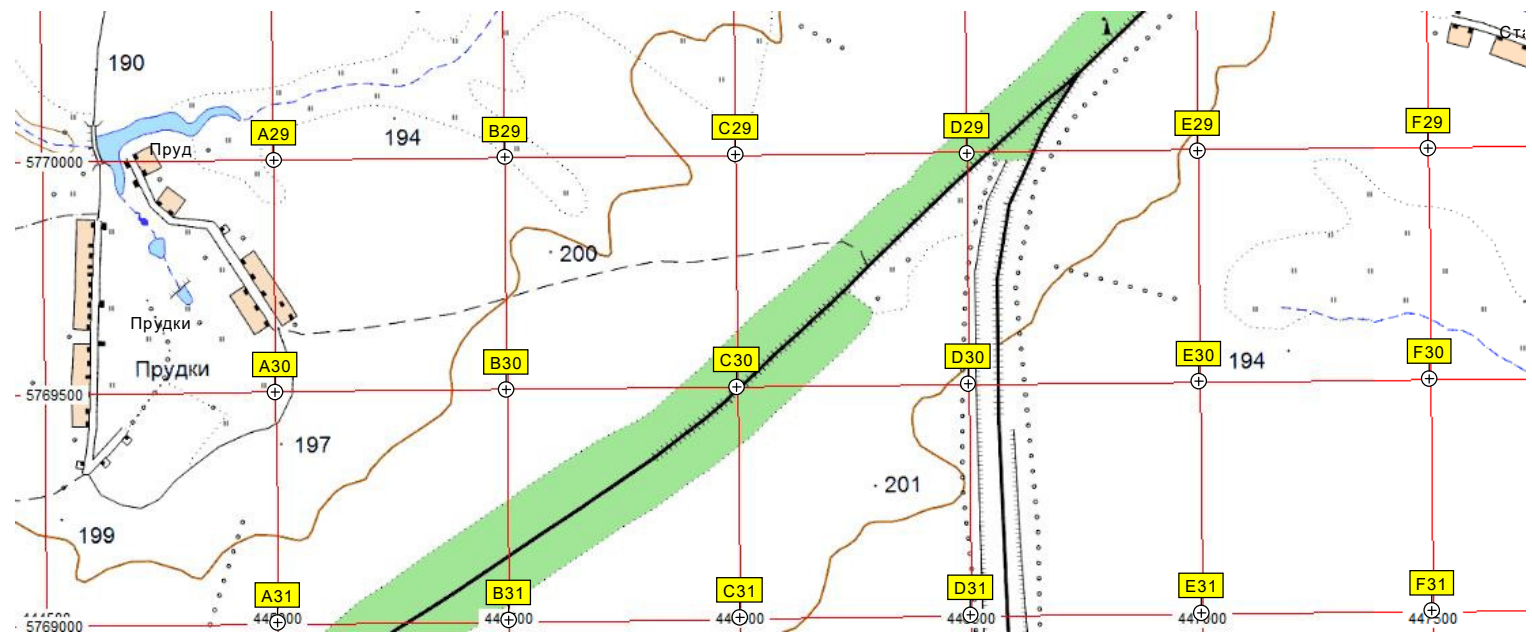 Ста
190
A29
B29
C29
D29
E29
F29
194
Пруд
5770000
200
Прудки
A30
B30
C30
D30
E30
F30
194
Прудки
5769500
197
201
199
A31
B31
C31
D31
E31
F31
5769000